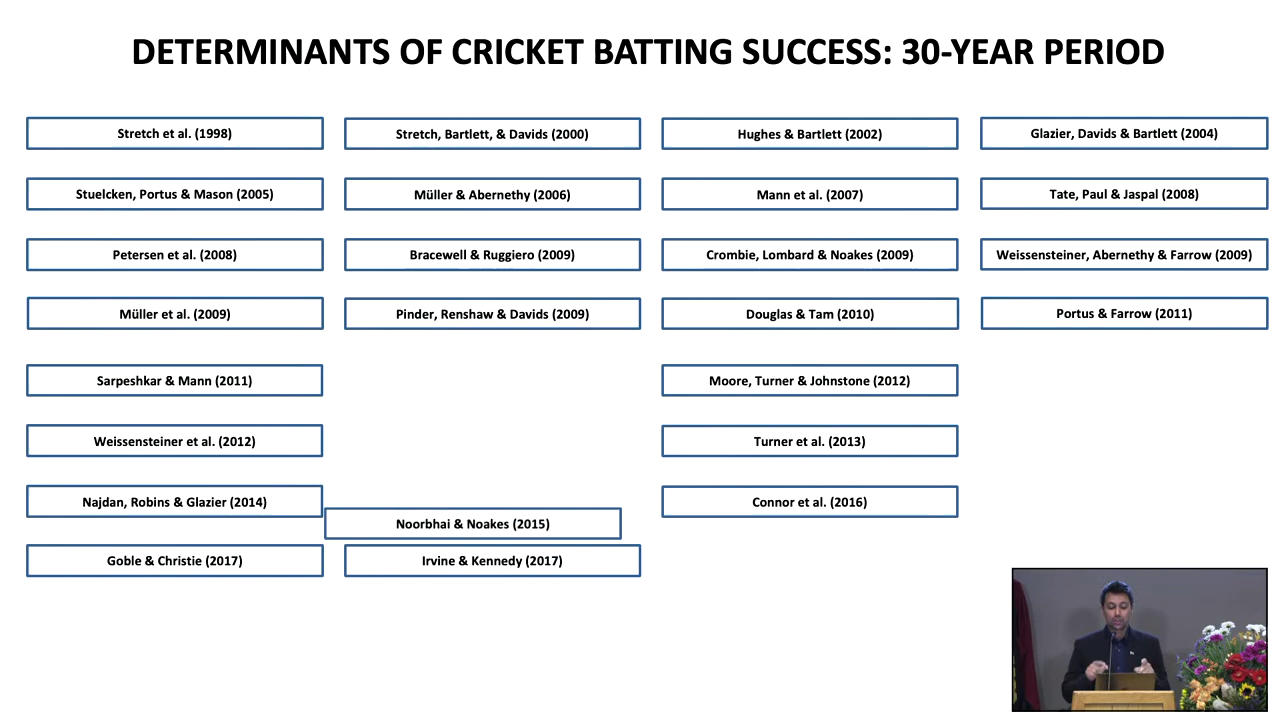 DETERMINANTS OF CRICKET BATTING SUCCESS: 30-YEAR PERIOD
Stretch et al. (1998)
Stretch, Bartlett, & Davids (2000)
Hughes & Bartlett (2002)
Glazier, Davids & Bartlett (2004)
Stuelcken, Portus & Mason (2005)
Müller & Abernethy (2006)
Mann et al. (2007)
Tate, Paul & Jaspal (2008)
Petersen et al. (2008)
Bracewell & Ruggiero (2009)
Crombie, Lombard & Noakes (2009)
Weissensteiner, Abernethy & Farrow (2009)
Müller et al. (2009)
Pinder, Renshaw & Davids (2009)
Douglas & Tam (2010)
Portus & Farrow (2011)
Sarpeshkar & Mann (2011)
Moore, Turner & Johnstone (2012)
Weissensteiner et al. (2012)
Turner et al. (2013)
Najdan, Robins & Glazier (2014)
Noorbhai & Noakes (2015)
Connor et al. (2016)
Goble & Christie (2017)
Irvine & Kennedy (2017)